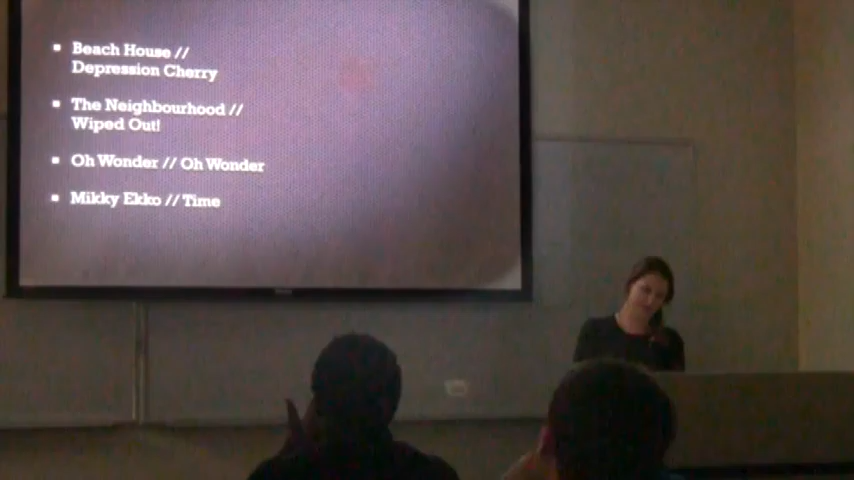 Beach House //
Depression Cherry
The Neighbourhood //
Wiped Out!
Oh Wonder // Oh Wonder
Mikky Ekko // Time